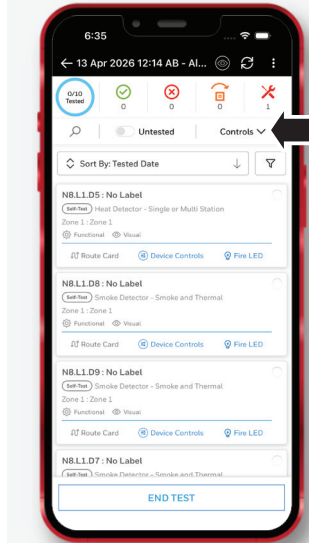 6:35
13 Apr 2026 12:14 AB - Al...
0/10
Tested
0
0
0
1
Untested
Controls
Sort By: Tested Date
N8.L1.D5 : No Label
Self-Test Heat Detector - Single or Multi Station
Zone 1 : Zone 1
Functional Visual
Route Card Device Controls Fire LED
N8.L1.D8 : No Label
Self-Test Smoke Detector - Smoke and Thermal
Zone 1 : Zone 1
Functional Visual
Route Card Device Controls Fire LED
N8.L1.D9 : No Label
Self-Test Smoke Detector - Smoke and Thermal
Zone 1 : Zone 1
Functional Visual
Route Card Device Controls Fire LED
N8.L1.D7 : No Label
Self-Test Smoke Detector - Smoke and Thermal
END TEST